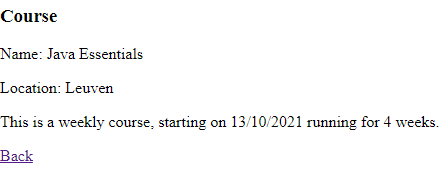 Course
Name: Java Essentials
Location: Leuven
This is a weekly course, starting on 13/10/2021 running for 4 weeks.
Back